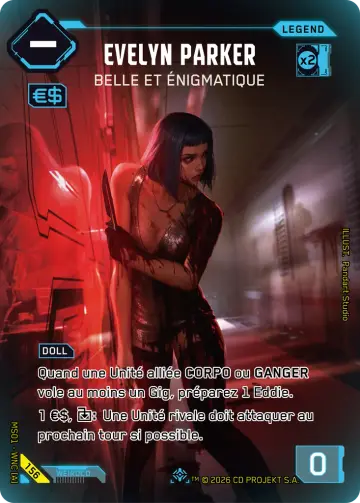 LEGEND
EVELYN PARKER
BELLE ET ÉNIGMATIQUE
x2
€$
DOLL
Quand une Unité alliée CORPO ou GANGER
vole au moins un Gig, préparez 1 Eddie.
1 €$, : Une Unité rivale doit attaquer au
prochain tour si possible.
0
ILLUST. Pandart Studio
156
™ © 2026 CD PROJEKT S.A.